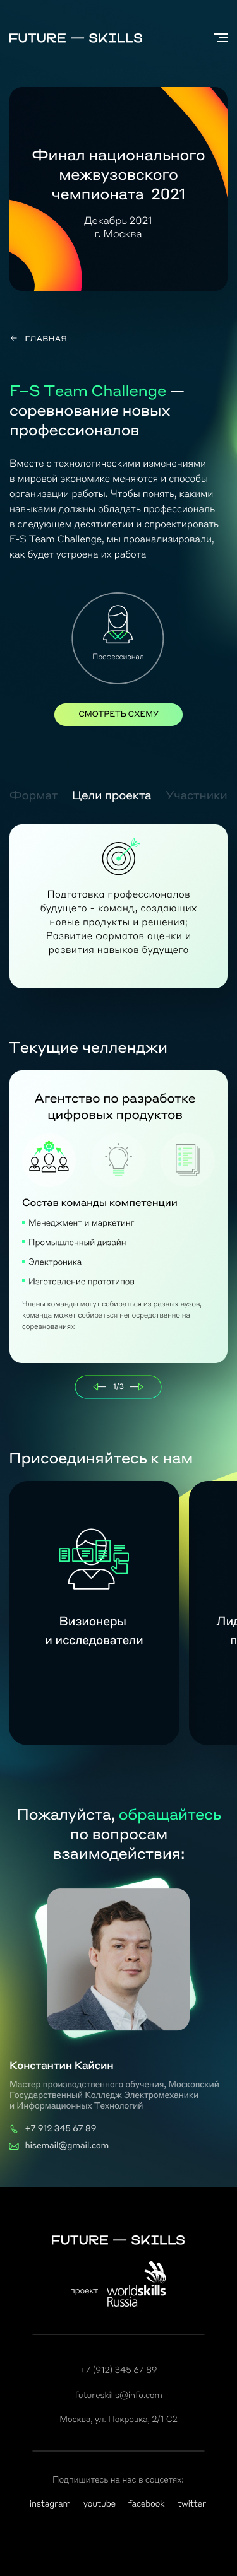 FUTURE — SKILLS
Финал национального
межвузовского
чемпионата 2021
Декабрь 2021
г. Москва
← ГЛАВНАЯ
F–S Team Challenge —
соревнование новых
профессионалов
Вместе с технологическими изменениями
в мировой экономике меняются и способы
организации работы. Чтобы понять, какими
навыками должны обладать профессионалы
в следующем десятилетии и спроектировать
F-S Team Challenge, мы проанализировали,
как будет устроена их работа
Профессионал
СМОТРЕТЬ СХЕМУ
Формат Цели проекта Участники
Подготовка профессионалов
будущего - команд, создающих
новые продукты и решения;
Развитие форматов оценки и
развития навыков будущего
Текущие челленджи
Агентство по разработке
цифровых продуктов
Состав команды компетенции
Менеджмент и маркетинг
Промышленный дизайн
Электроника
Изготовление прототипов
Члены команды могут собираться из разных вузов,
команда может собираться непосредственно на
соревнованиях
1/3
Присоединяйтесь к нам
Визионеры
и исследователи
Лид
п
Пожалуйста, обращайтесь
по вопросам
взаимодействия:
Константин Кайсин
Мастер производственного обучения, Московский
Государственный Колледж Электромеханики
и Информационных Технологий
+7 912 345 67 89
hisemail@gmail.com
FUTURE — SKILLS
проект worldskills
Russia
+7 (912) 345 67 89
futureskills@info.com
Москва, ул. Покровка, 2/1 С2
Подпишитесь на нас в соцсетях:
instagram youtube facebook twitter